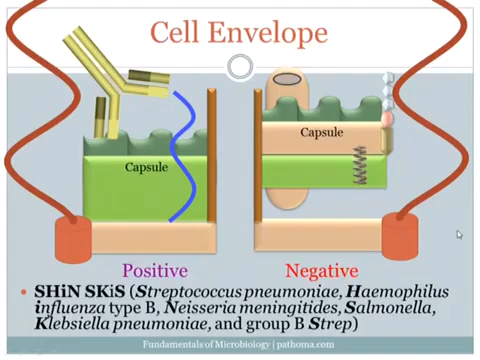 Cell Envelope
Capsule
Capsule
Positive
Negative
• SHiN SKiS (Streptococcus pneumoniae, Haemophilus
influenza type B, Neisseria meningitides, Salmonella,
Klebsiella pneumoniae, and group B Strep)
Fundamentals of Microbiology | pathoma.com